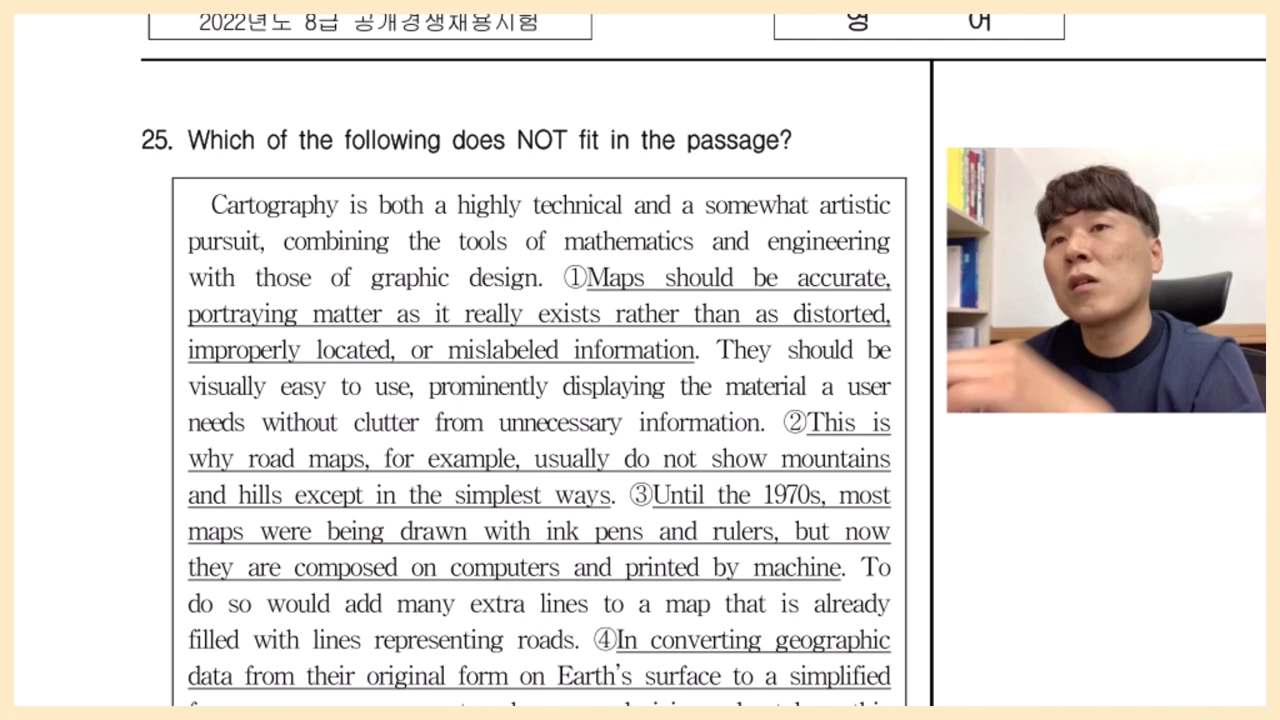 2022년도 8급 공개경쟁채용시험
영 어
25. Which of the following does NOT fit in the passage?
Cartography is both a highly technical and a somewhat artistic
pursuit, combining the tools of mathematics and engineering
with those of graphic design. ①Maps should be accurate,
portraying matter as it really exists rather than as distorted,
improperly located, or mislabeled information. They should be
visually easy to use, prominently displaying the material a user
needs without clutter from unnecessary information. ②This is
why road maps, for example, usually do not show mountains
and hills except in the simplest ways. ③Until the 1970s, most
maps were being drawn with ink pens and rulers, but now
they are composed on computers and printed by machine. To
do so would add many extra lines to a map that is already
filled with lines representing roads. ④In converting geographic
data from their original form on Earth's surface to a simplified